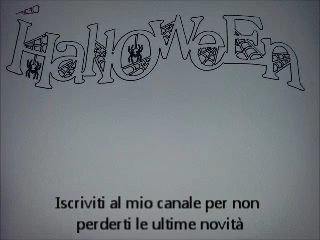 HalloweEn
Iscriviti al mio canale per non
perderti le ultime novità